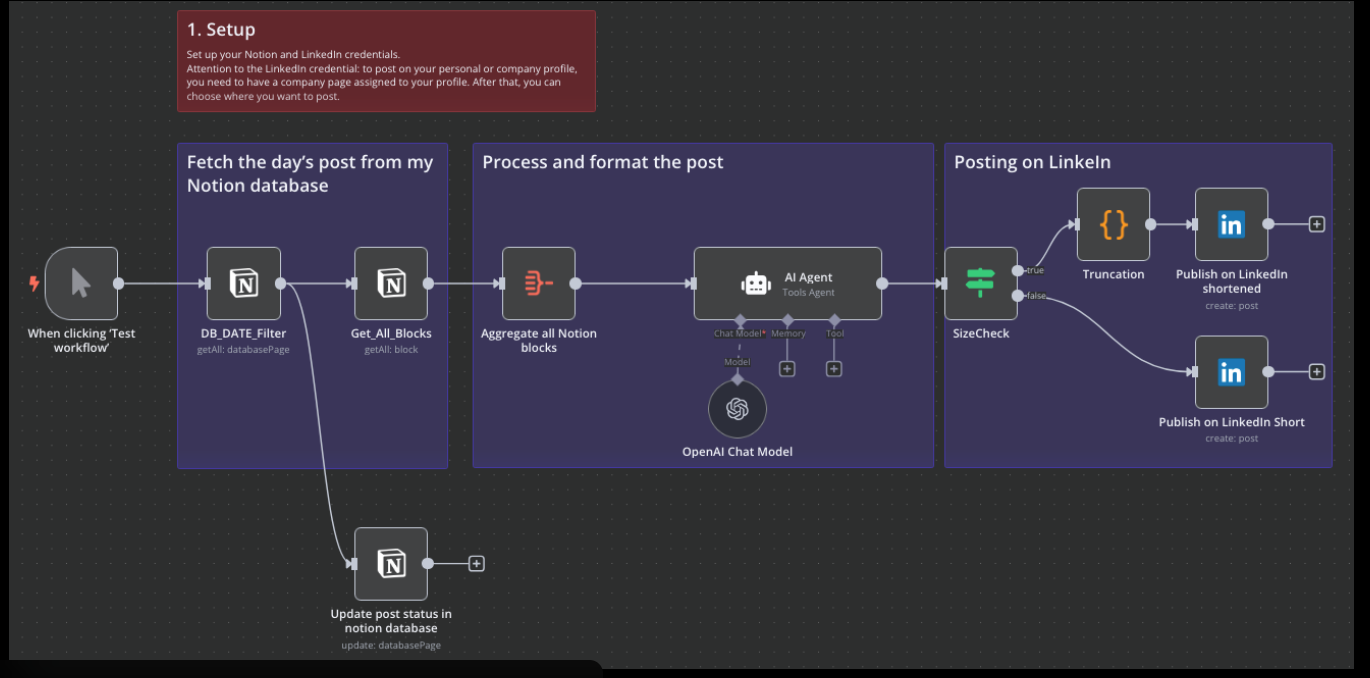 1. Setup
Set up your Notion and LinkedIn credentials.
Attention to the LinkedIn credential: to post on your personal or company profile,
you need to have a company page assigned to your profile. After that, you can
choose where you want to post.
Fetch the day's post from my
Notion database
Process and format the post
Posting on LinkeIn
When clicking 'Test
workflow'
DB_DATE_Filter
getAll: databasePage
Get_All_Blocks
getAll: block
Aggregate all Notion
blocks
AI Agent
Tools Agent
Chat Model*
Memory
Tool
Model
OpenAI Chat Model
SizeCheck
true
false
Truncation
Publish on LinkedIn
shortened
create: post
Publish on LinkedIn Short
create: post
Update post status in
notion database
update: databasePage